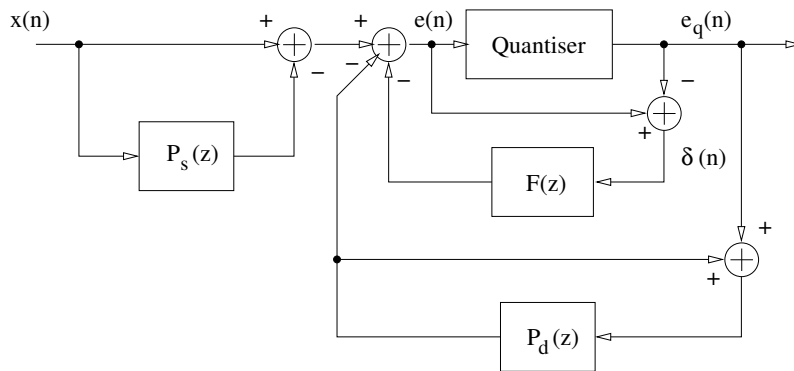 x(n)
+
−
+
−
−
e(n)
Quantiser
e_q(n)
−
+
δ(n)
P_s(z)
F(z)
+
+
P_d(z)